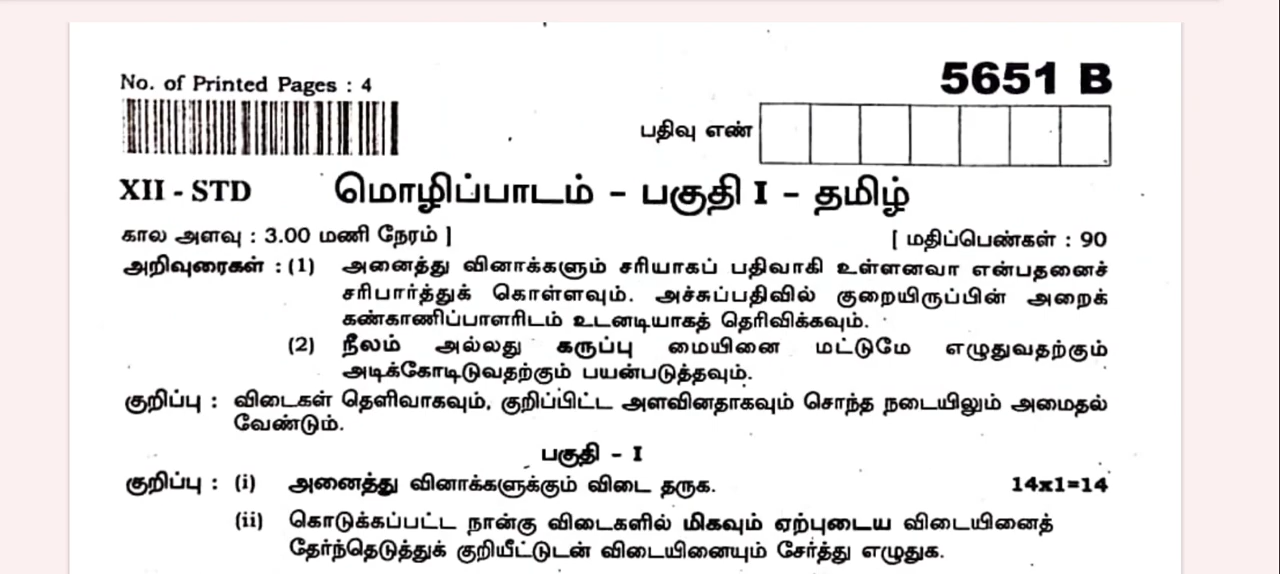 No. of Printed Pages : 4
5651 B
பதிவு எண்
XII - STD மொழிப்பாடம் - பகுதி I - தமிழ்
கால அளவு : 3.00 மணி நேரம் ] [ மதிப்பெண்கள் : 90
அறிவுரைகள் : (1) அனைத்து வினாக்களும் சரியாகப் பதிவாகி உள்ளனவா என்பதனைச்
சரிபார்த்துக் கொள்ளவும். அச்சுப்பதிவில் குறையிருப்பின் அறைக்
கண்காணிப்பாளரிடம் உடனடியாகத் தெரிவிக்கவும்.
(2) நீலம் அல்லது கருப்பு மையினை மட்டுமே எழுதுவதற்கும்
அடிக்கோடிடுவதற்கும் பயன்படுத்தவும்.
குறிப்பு : விடைகள் தெளிவாகவும், குறிப்பிட்ட அளவினதாகவும் சொந்த நடையிலும் அமைதல்
வேண்டும்.
பகுதி - I
குறிப்பு : (i) அனைத்து வினாக்களுக்கும் விடை தருக. 14x1=14
(ii) கொடுக்கப்பட்ட நான்கு விடைகளில் மிகவும் ஏற்புடைய விடையினைத்
தேர்ந்தெடுத்துக் குறியீட்டுடன் விடையினையும் சேர்த்து எழுதுக.